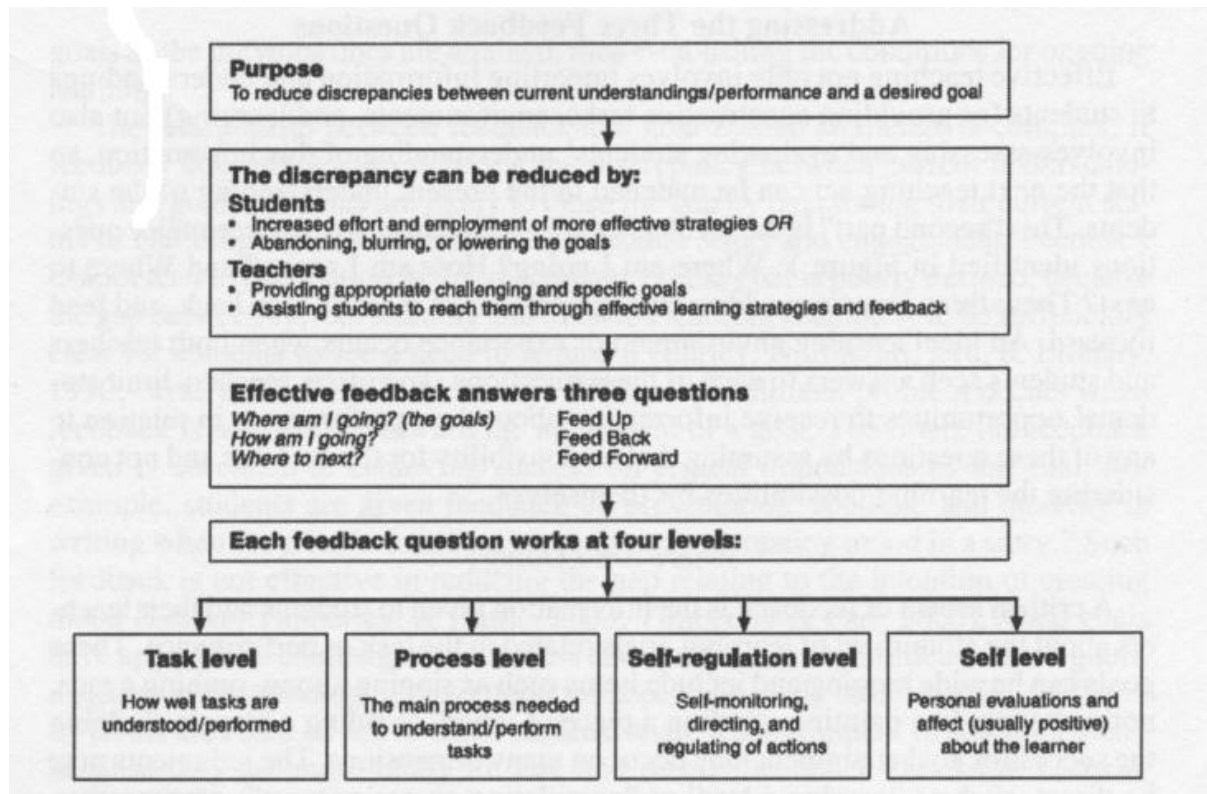 Purpose
To reduce discrepancies between current understandings/performance and a desired goal
The discrepancy can be reduced by:
Students
• Increased effort and employment of more effective strategies OR
• Abandoning, blurring, or lowering the goals
Teachers
• Providing appropriate challenging and specific goals
• Assisting students to reach them through effective learning strategies and feedback
Effective feedback answers three questions
Where am I going? (the goals) Feed Up
How am I going? Feed Back
Where to next? Feed Forward
Each feedback question works at four levels:
Task level
How well tasks are
understood/performed
Process level
The main process needed
to understand/perform
tasks
Self-regulation level
Self-monitoring,
directing, and
regulating of actions
Self level
Personal evaluations and
affect (usually positive)
about the learner